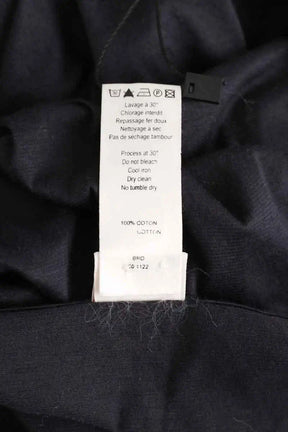 Lavage à 30°
Chlorage interdit
Repassage fer doux
Nettoyage a sec
Pas de séchage tambour
Process at 30°
Do not bleach
Cool iron
Dry clean
No tumble dry
100% COTON
COTTON
1122